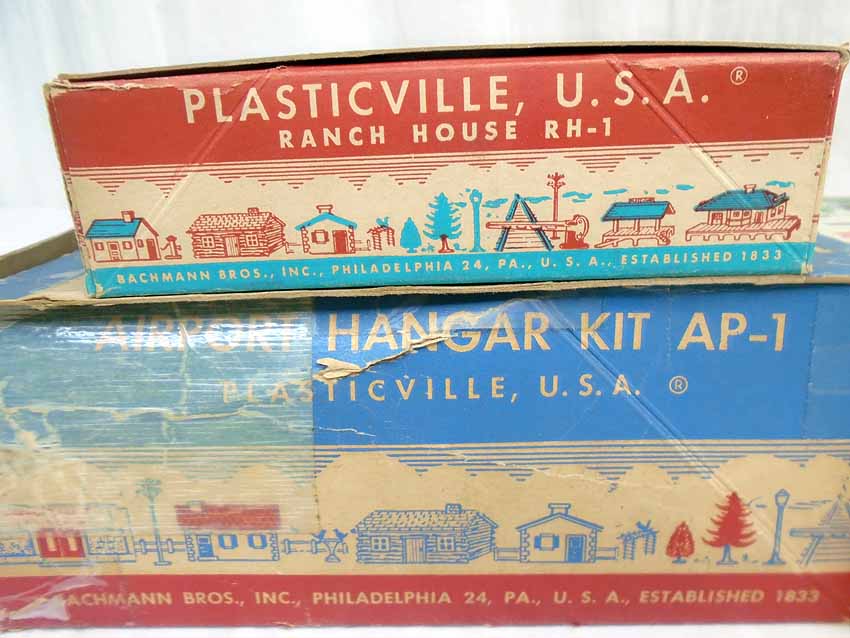 PLASTICVILLE, U.S.A. ®
RANCH HOUSE RH-1
BACHMANN BROS., INC., PHILADELPHIA 24, PA., U. S. A., ESTABLISHED 1833
AIRPORT HANGAR KIT AP-1
PLASTICVILLE, U.S.A. ®
BACHMANN BROS., INC., PHILADELPHIA 24, PA., U. S. A., ESTABLISHED 1833